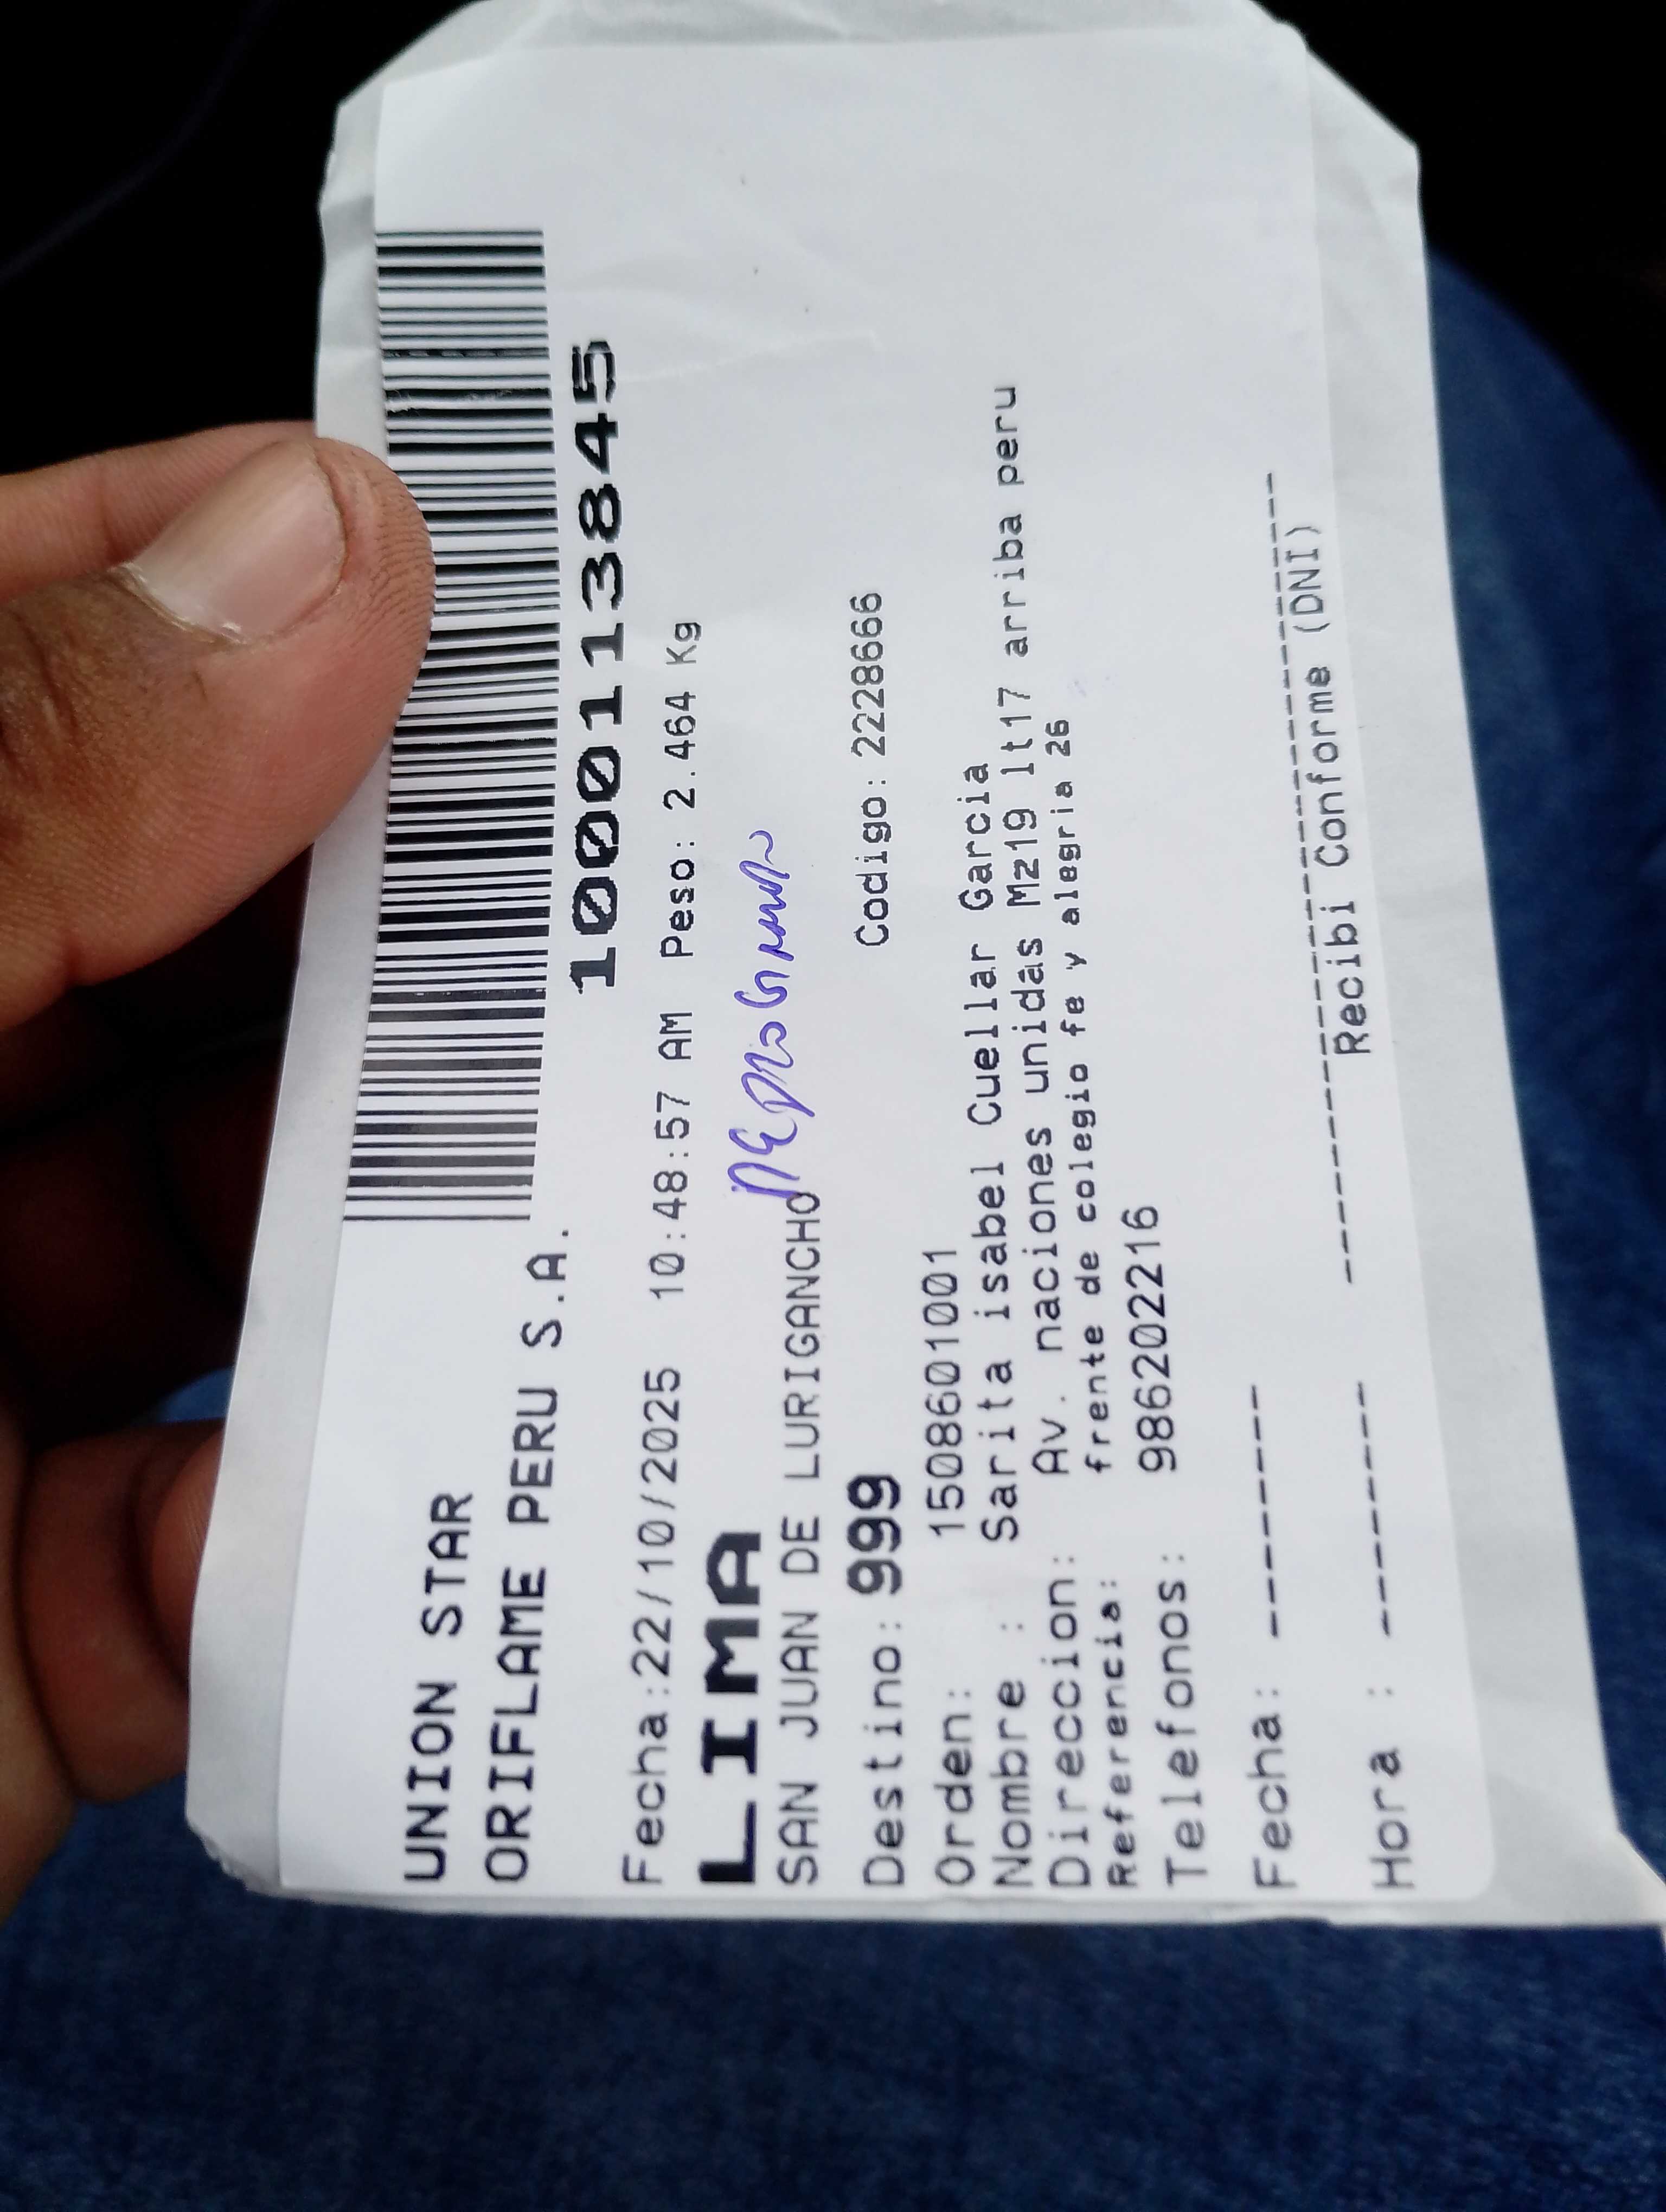 UNION STAR
ORIFLAME PERU S.A.
1000113845
Fecha:22/10/2025 10:48:57 AM Peso: 2.464 Kg
LIMA
SAN JUAN DE LURIGANCHO
Destino: 999 Codigo: 2228666
Orden: 1508601001
Nombre : Sarita isabel Cuellar Garcia
Direccion: Av. naciones unidas Mz19 lt17 arriba peru
Referencia: frente de colegio fe y alegria 26
Telefonos: 986202216
Fecha: --------
Hora : --------
Recibi Conforme (DNI)